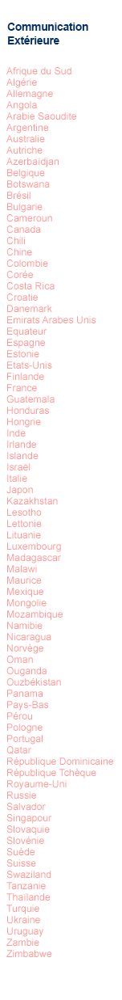 Communication
Extérieure
Afrique du Sud
Algérie
Allemagne
Angola
Arabie Saoudite
Argentine
Australie
Autriche
Azerbaïdjan
Belgique
Botswana
Brésil
Bulgarie
Cameroun
Canada
Chili
Chine
Colombie
Corée
Costa Rica
Croatie
Danemark
Emirats Arabes Unis
Equateur
Espagne
Estonie
Etats-Unis
Finlande
France
Guatemala
Honduras
Hongrie
Inde
Irlande
Islande
Israël
Italie
Japon
Kazakhstan
Lesotho
Lettonie
Lituanie
Luxembourg
Madagascar
Malawi
Maurice
Mexique
Mongolie
Mozambique
Namibie
Nicaragua
Norvège
Oman
Ouganda
Ouzbékistan
Panama
Pays-Bas
Pérou
Pologne
Portugal
Qatar
République Dominicaine
République Tchèque
Royaume-Uni
Russie
Salvador
Singapour
Slovaquie
Slovénie
Suède
Suisse
Swaziland
Tanzanie
Thaïlande
Turquie
Ukraine
Uruguay
Zambie
Zimbabwe